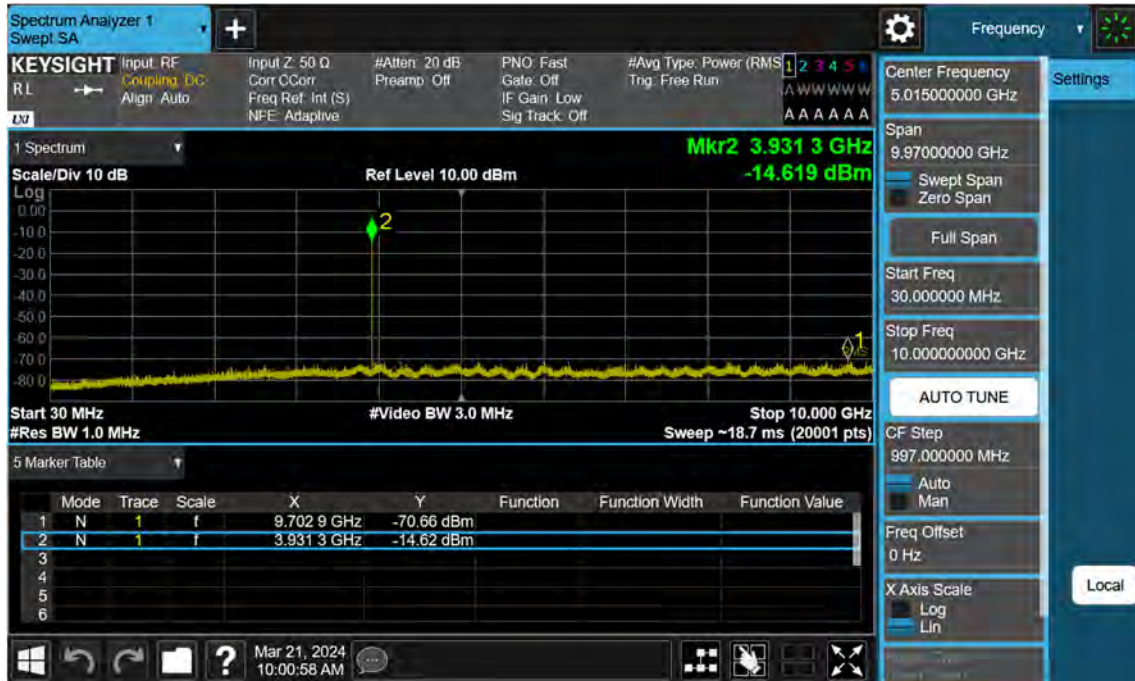 Spectrum Analyzer 1
Swept SA
+
Frequency
KEYSIGHT
RL
LXI
Input: RF
Coupling: DC
Align: Auto
Input Z: 50 Ω
Corr CCorr
Freq Ref: Int (S)
NFE: Adaptive
#Atten: 20 dB
Preamp: Off
PNO: Fast
Gate: Off
IF Gain: Low
Sig Track: Off
#Avg Type: Power (RMS
Trig: Free Run
1 2 3 4 5 6
A W W W W W
A A A A A A
1 Spectrum
Scale/Div 10 dB
Ref Level 10.00 dBm
Mkr2 3.931 3 GHz
-14.619 dBm
Log
0.00
-10.0
-20.0
-30.0
-40.0
-50.0
-60.0
-70.0
-80.0
2
1
RMS
Start 30 MHz
#Video BW 3.0 MHz
Stop 10.000 GHz
#Res BW 1.0 MHz
Sweep ~18.7 ms (20001 pts)
5 Marker Table
Mode Trace Scale X Y Function Function Width Function Value
1 N 1 f 9.702 9 GHz -70.66 dBm
2 N 1 f 3.931 3 GHz -14.62 dBm
3
4
5
6
?
Mar 21, 2024
10:00:58 AM
Center Frequency
5.015000000 GHz
Span
9.97000000 GHz
Swept Span
Zero Span
Full Span
Start Freq
30.000000 MHz
Stop Freq
10.000000000 GHz
AUTO TUNE
CF Step
997.000000 MHz
Auto
Man
Freq Offset
0 Hz
X Axis Scale
Log
Lin
Settings
Local